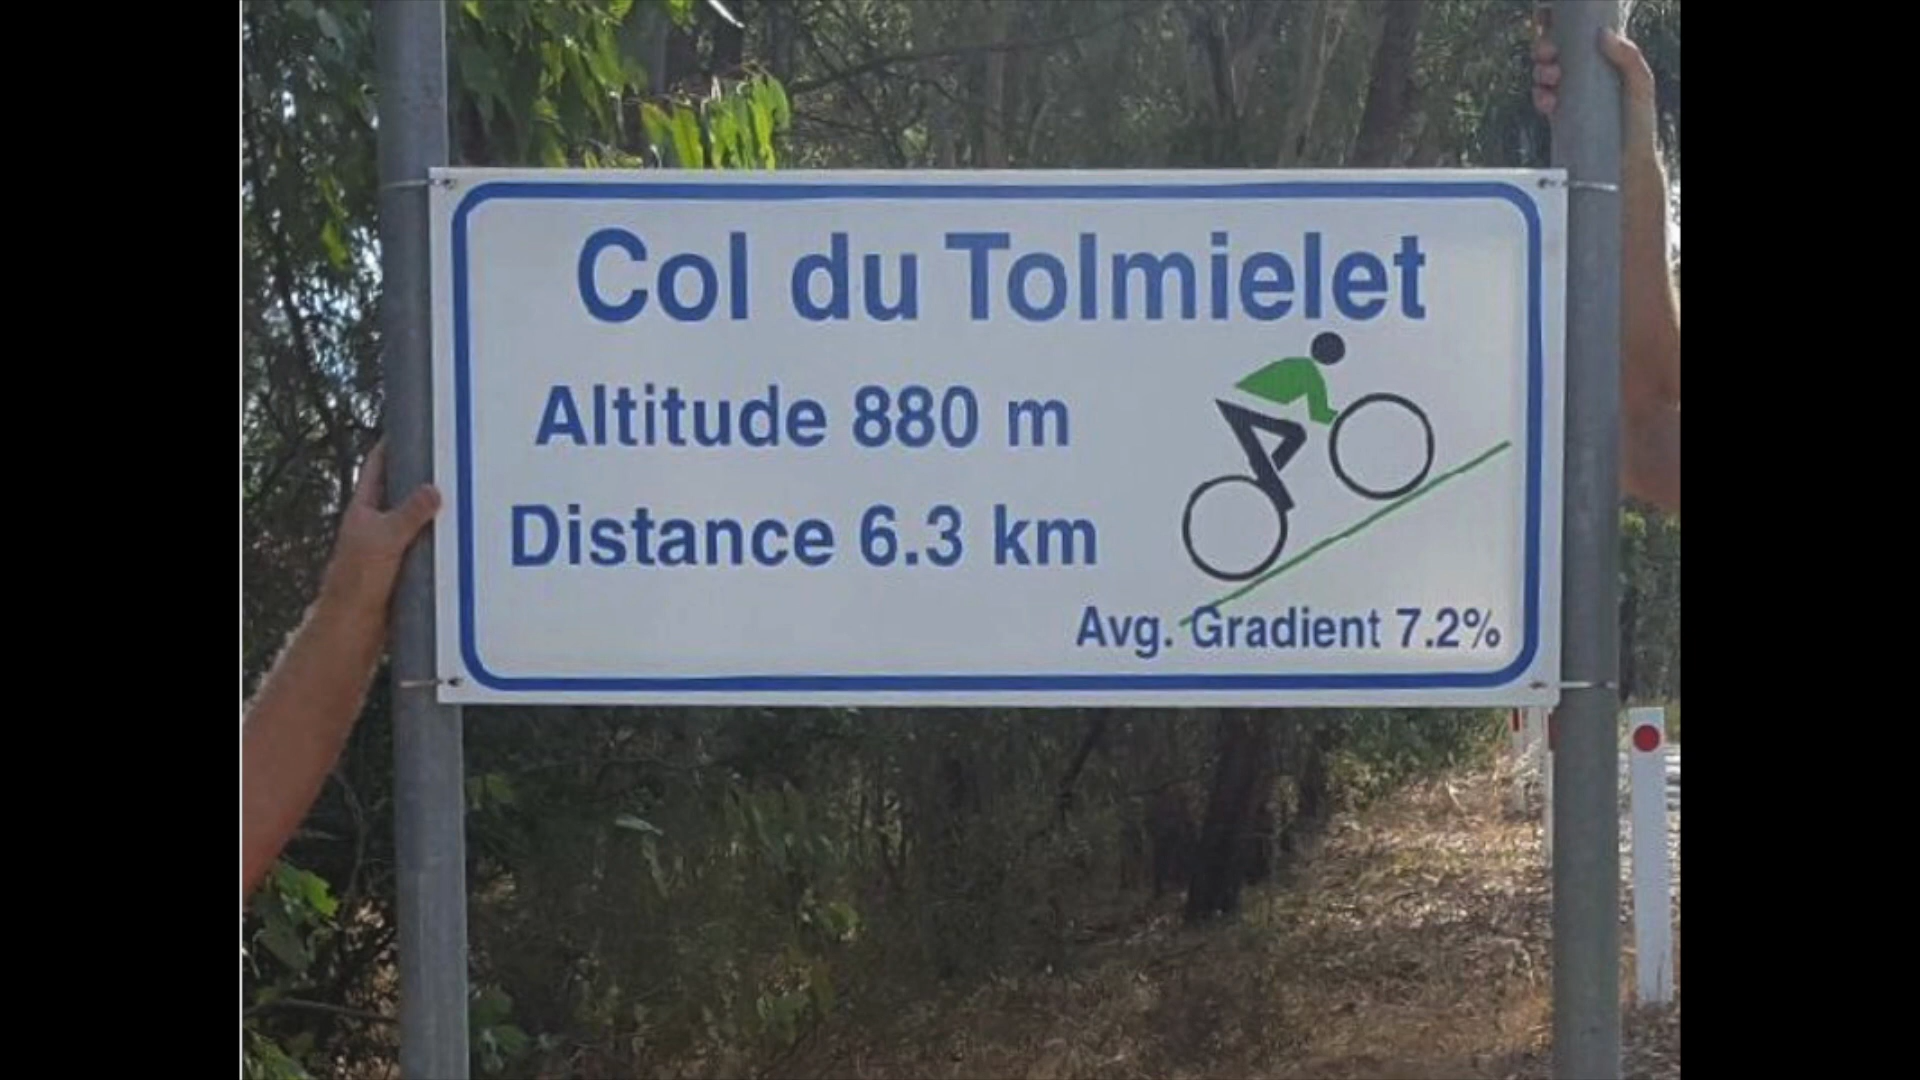 Col du Tolmielet
Altitude 880 m
Distance 6.3 km
Avg. Gradient 7.2%